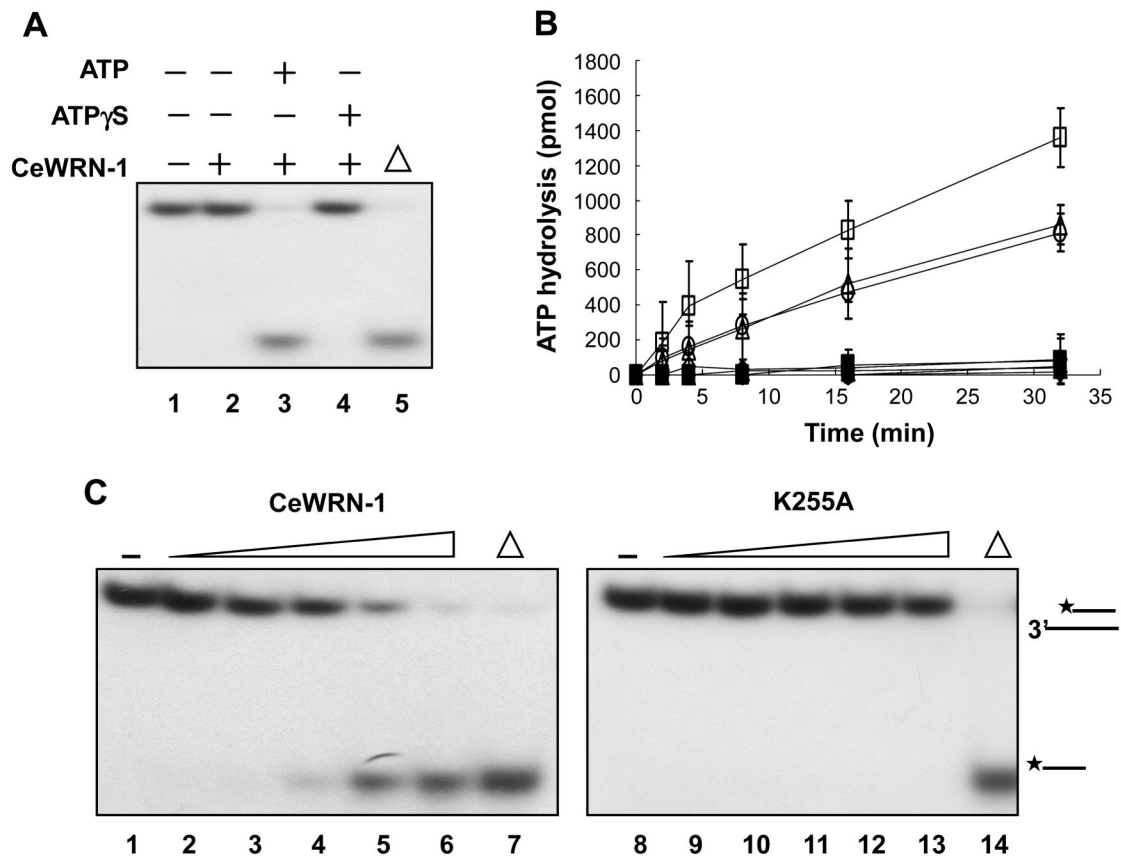 A
ATP − − + −
ATPγS − − − +
CeWRN-1 − + + + △
1 2 3 4 5
B
ATP hydrolysis (pmol)
1800
1600
1400
1200
1000
800
600
400
200
0
0 5 10 15 20 25 30 35
Time (min)
C
CeWRN-1
− △
1 2 3 4 5 6 7
K255A
− △
8 9 10 11 12 13 14
3'